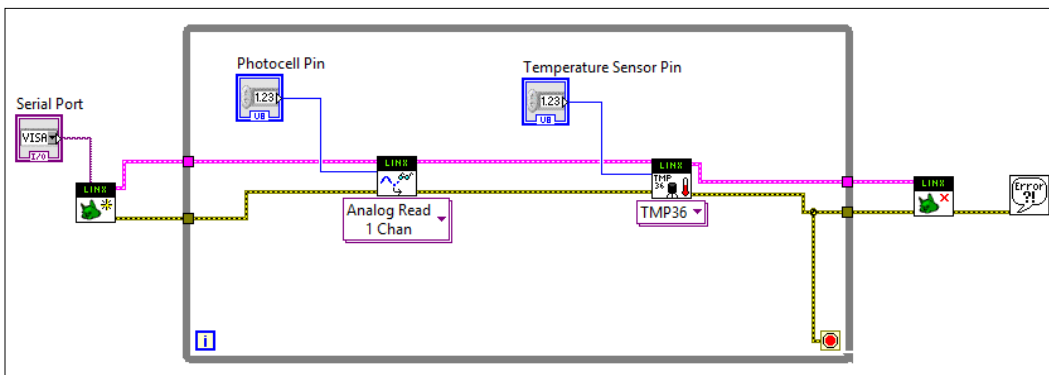 Photocell Pin
Temperature Sensor Pin
Serial Port
1.23
U8
1.23
U8
VISA
I/O
LINX
LINX
LINX
TMP
36
LINX
Error
?!
Analog Read
1 Chan
TMP36
i